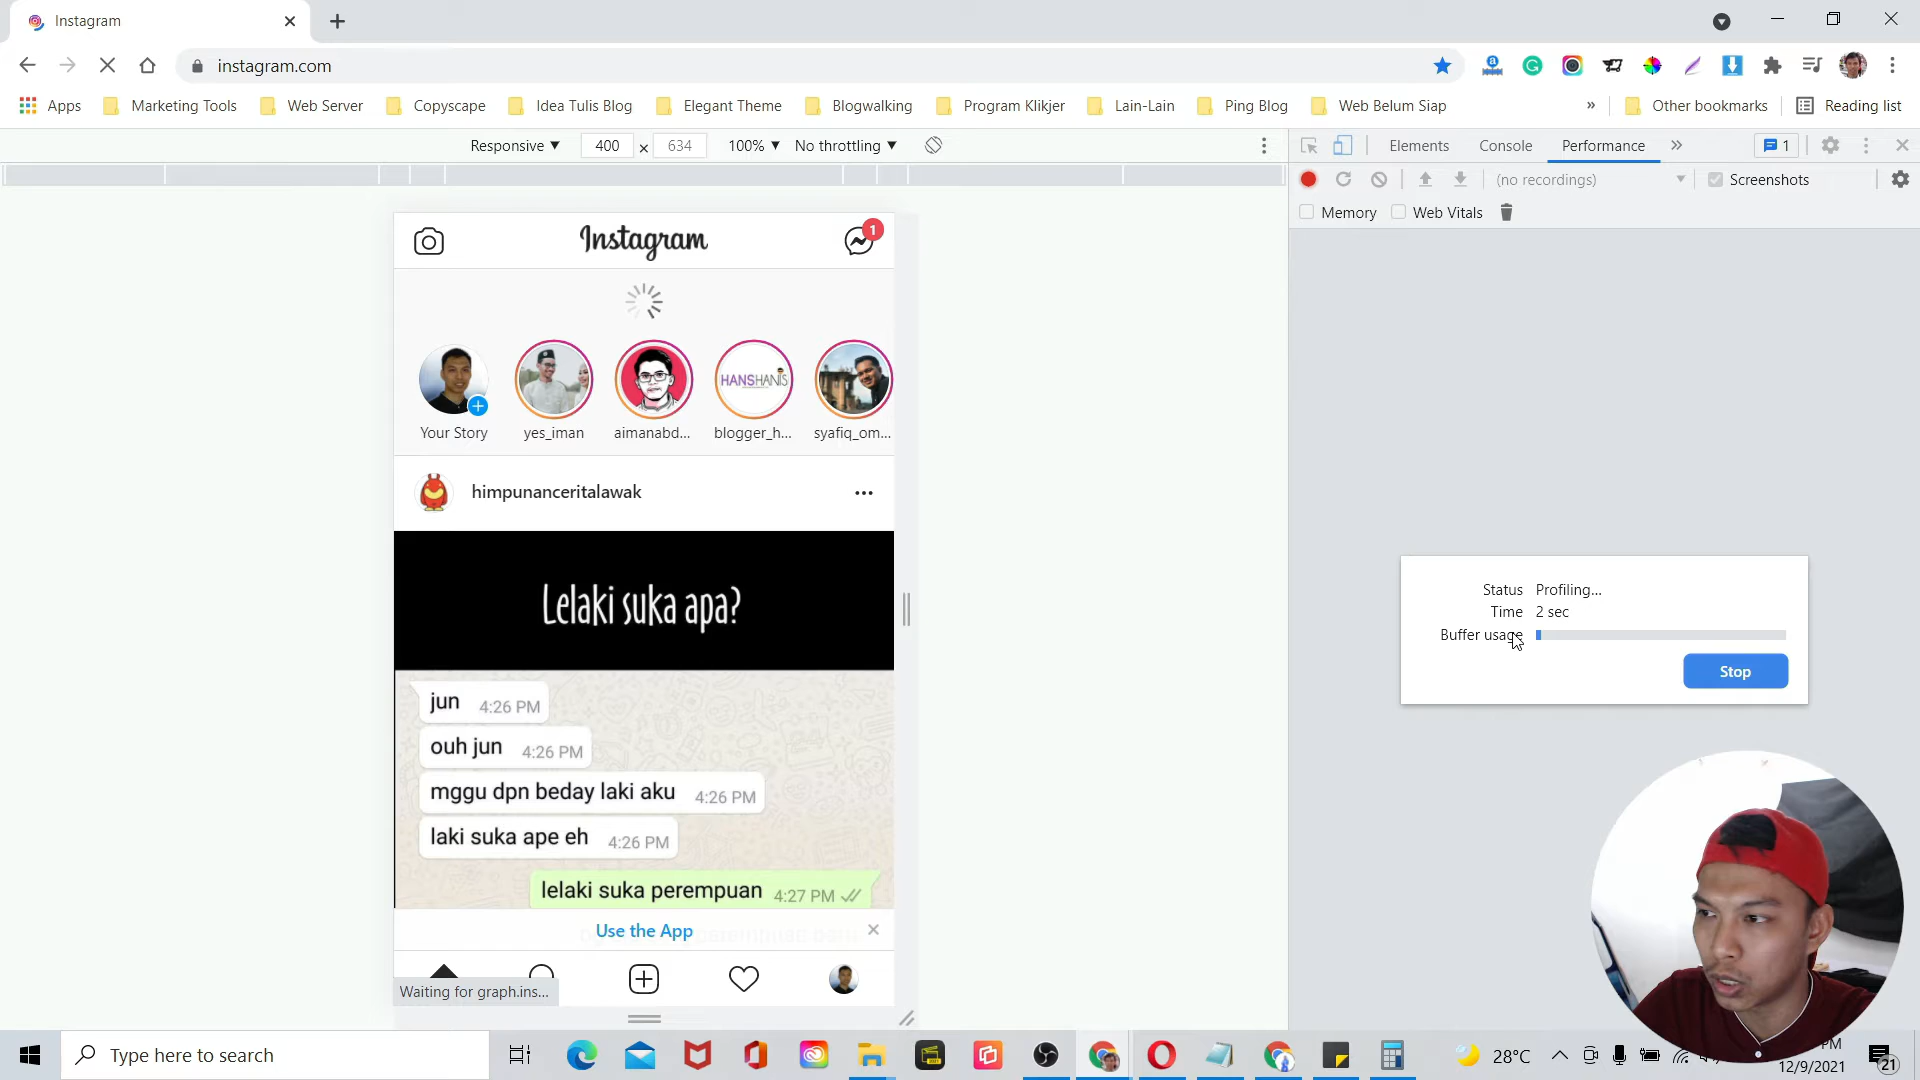 Instagram
instagram.com
Apps Marketing Tools Web Server Copyscape Idea Tulis Blog Elegant Theme Blogwalking Program Klikjer Lain-Lain Ping Blog Web Belum Siap » Other bookmarks Reading list
Responsive 400 x 634 100% No throttling
Elements Console Performance » 1
(no recordings) Screenshots
Memory Web Vitals
Instagram 1
HANSHANIS
Your Story yes_iman aimanabd... blogger_h... syafiq_om...
himpunanceritalawak
Lelaki suka apa?
jun 4:26 PM
ouh jun 4:26 PM
mggu dpn beday laki aku 4:26 PM
laki suka ape eh 4:26 PM
lelaki suka perempuan 4:27 PM
Use the App
Waiting for graph.ins...
Status Profiling...
Time 2 sec
Buffer usage
Stop
Type here to search
28°C
PM
12/9/2021
21